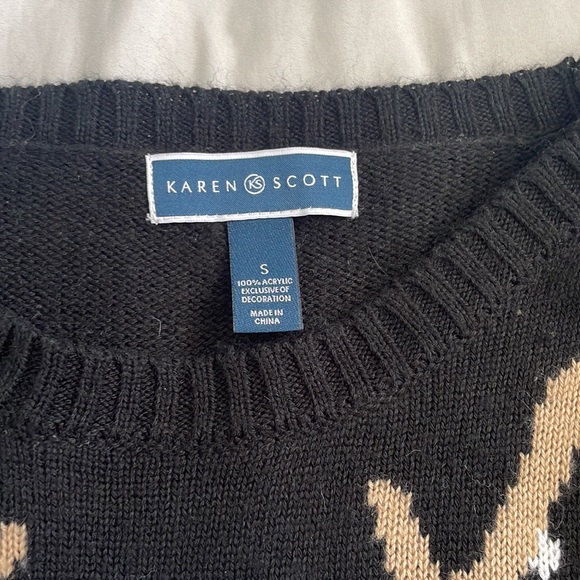 KAREN KS SCOTT
S
100% ACRYLIC
EXCLUSIVE OF
DECORATION
MADE IN
CHINA